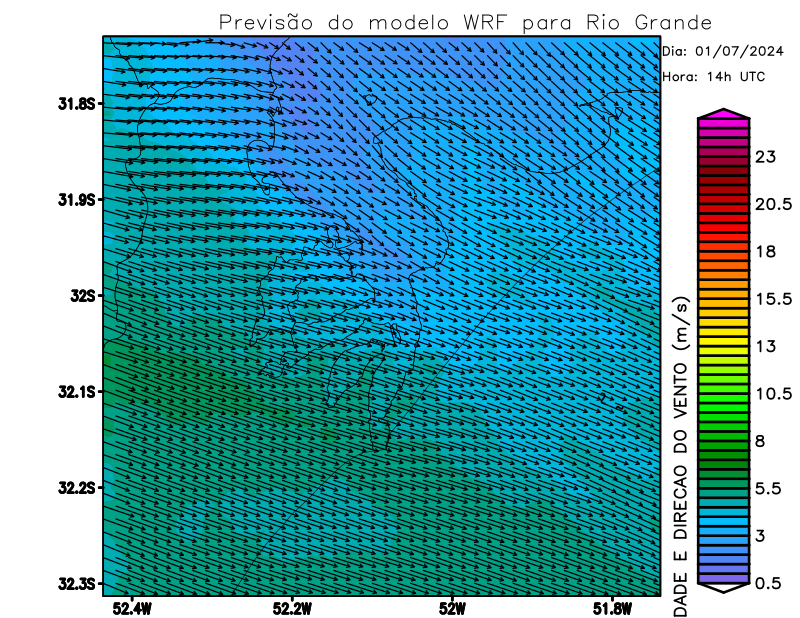 Previsão do modelo WRF para Rio Grande
Dia: 01/07/2024
Hora: 14h UTC
31.8S
31.9S
32S
32.1S
32.2S
32.3S
52.4W
52.2W
52W
51.8W
DADE E DIRECAO DO VENTO (m/s)
23
20.5
18
15.5
13
10.5
8
5.5
3
0.5